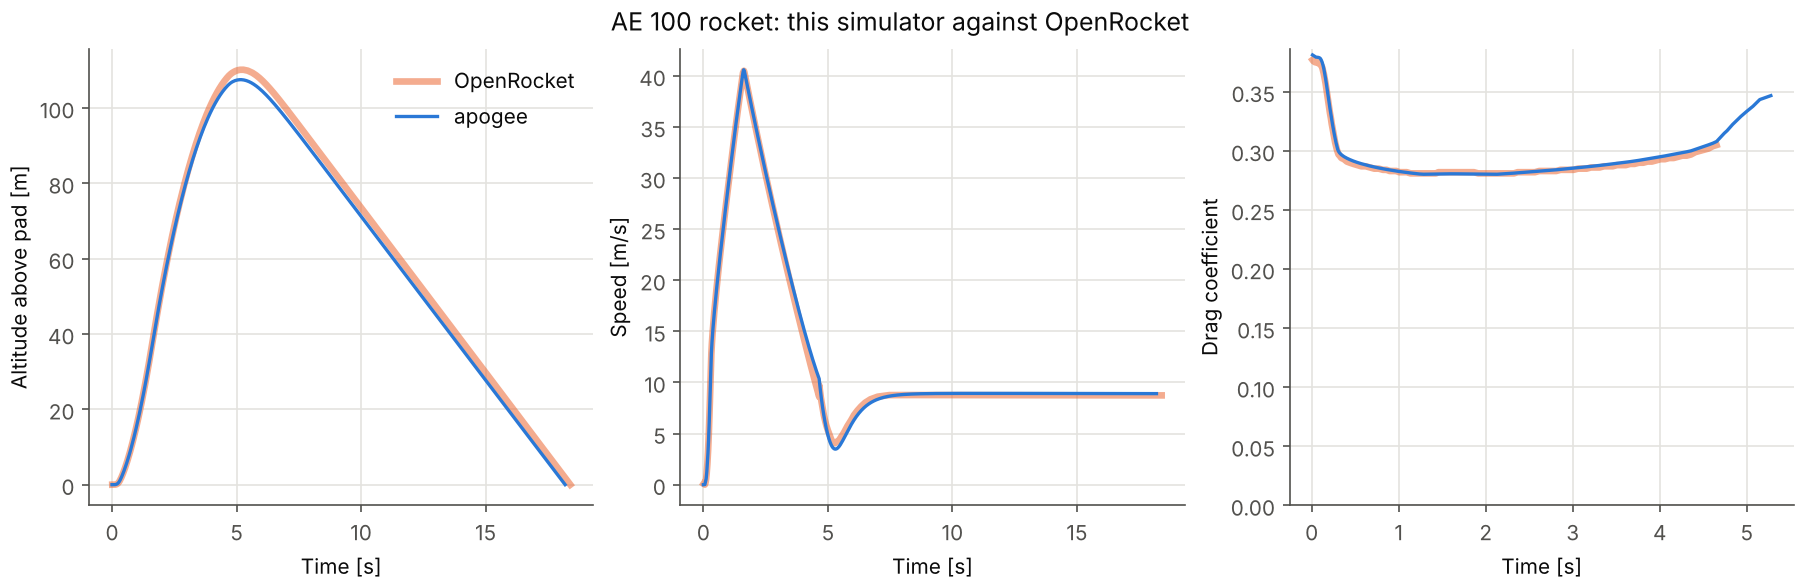 AE 100 rocket: this simulator against OpenRocket
Altitude above pad [m]
100
80
60
40
20
0
0 5 10 15
Time [s]
OpenRocket
apogee
Speed [m/s]
40
35
30
25
20
15
10
5
0
0 5 10 15
Time [s]
Drag coefficient
0.35
0.30
0.25
0.20
0.15
0.10
0.05
0.00
0 1 2 3 4 5
Time [s]